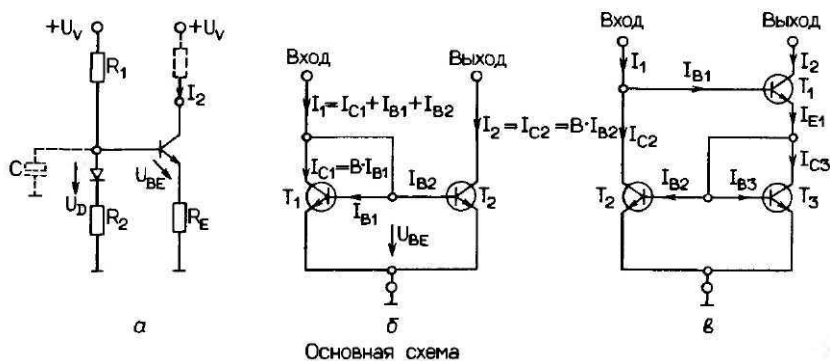 +U_V
R_1
C
U_D
R_2
+U_V
I_2
U_BE
R_E
а
Вход
I_1=I_C1+I_B1+I_B2
I_C1=B·I_B1
T_1
I_B1
I_B2
U_BE
Выход
I_2=I_C2=B·I_B2
T_2
б
Основная схема
Вход
I_1
I_B1
I_C2
T_2
I_B2
I_B3
Выход
I_2
T_1
I_E1
I_C3
T_3
в